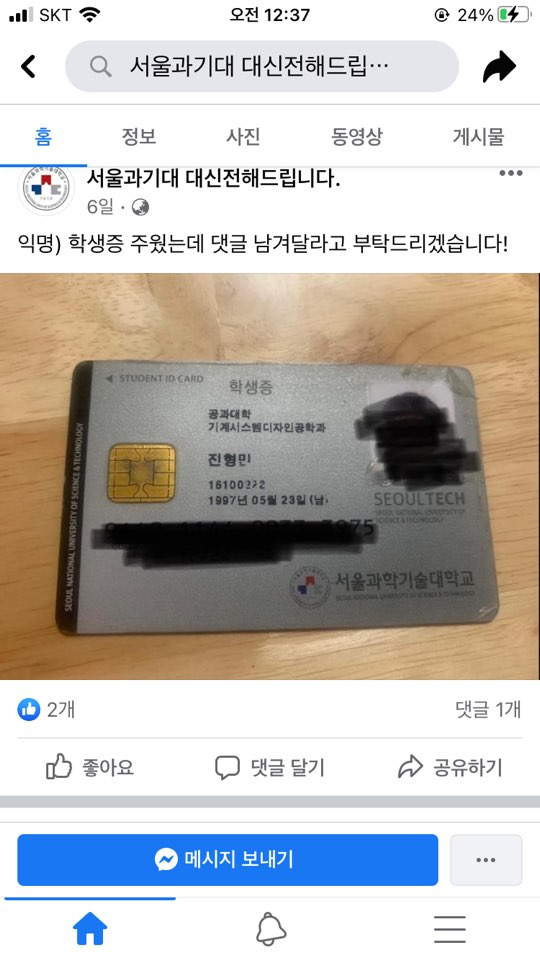 SKT 오전 12:37 24%
서울과기대 대신전해드립…
홈 정보 사진 동영상 게시물
서울과기대 대신전해드립니다.
6일 ·
익명) 학생증 주웠는데 댓글 남겨달라고 부탁드리겠습니다!
STUDENT ID CARD 학생증
공과대학
기계시스템디자인공학과
진형민
1997년 05월 23일 (남)
SEOULTECH
SEOUL NATIONAL UNIVERSITY OF
SCIENCE & TECHNOLOGY
SEOUL NATIONAL UNIVERSITY OF SCIENCE & TECHNOLOGY
서울과학기술대학교
SEOUL NATIONAL UNIVERSITY OF SCIENCE & TECHNOLOGY
2개 댓글 1개
좋아요 댓글 달기 공유하기
메시지 보내기